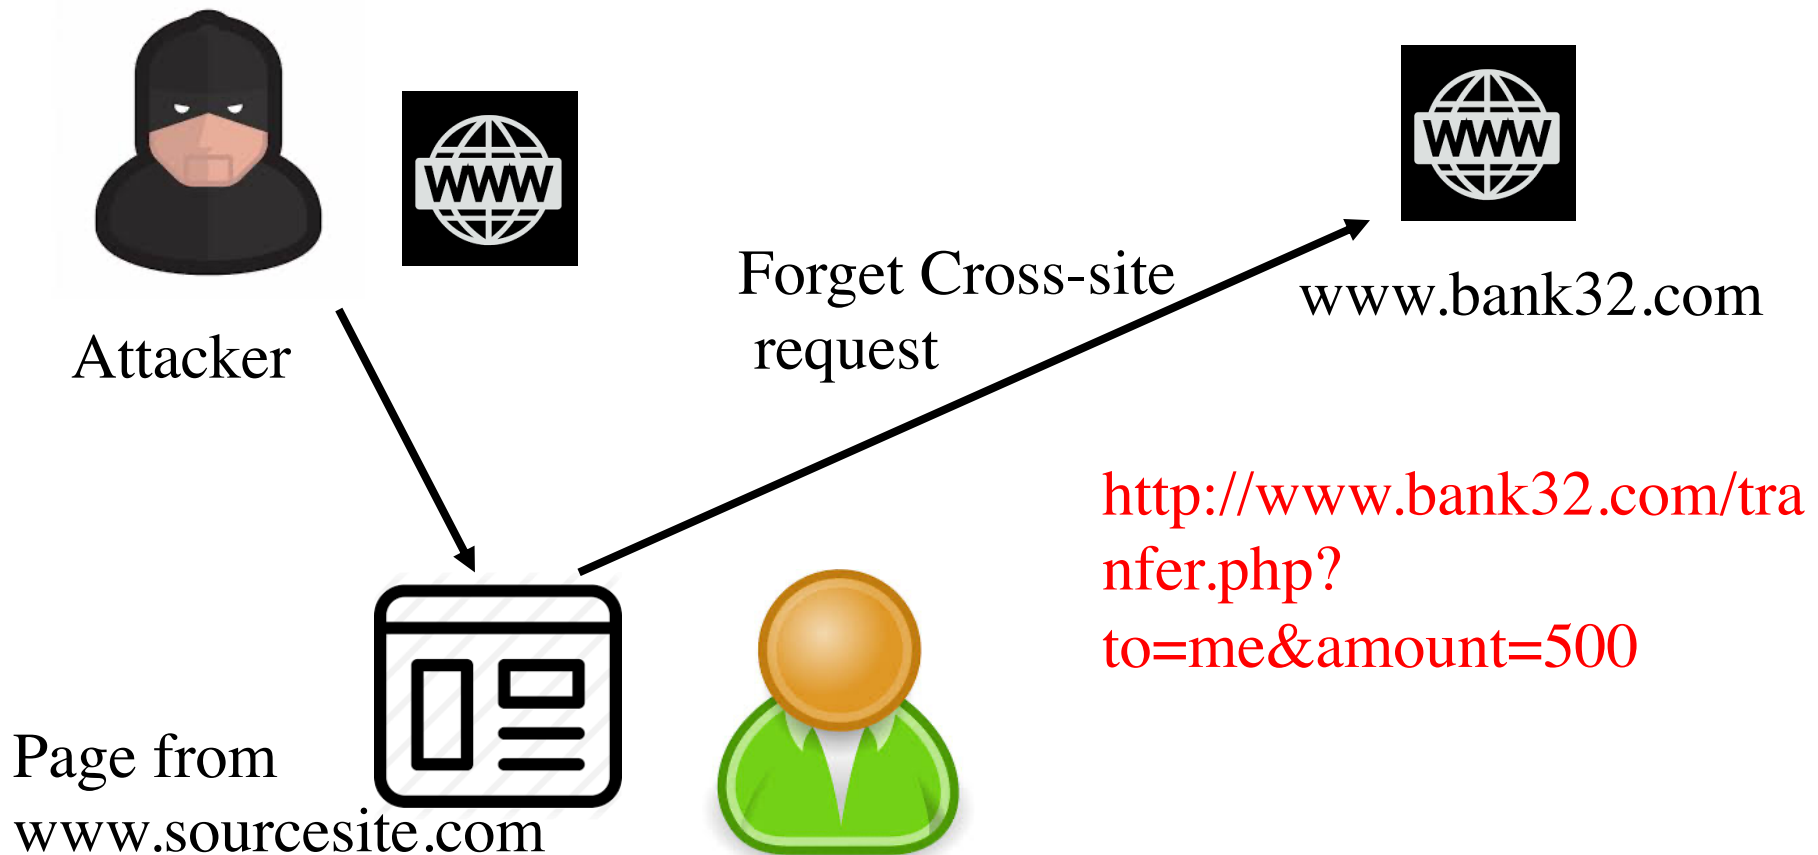 WWW
WWW
Forget Cross-site
request
www.bank32.com
Attacker
http://www.bank32.com/tra
nfer.php?
to=me&amount=500
Page from
www.sourcesite.com